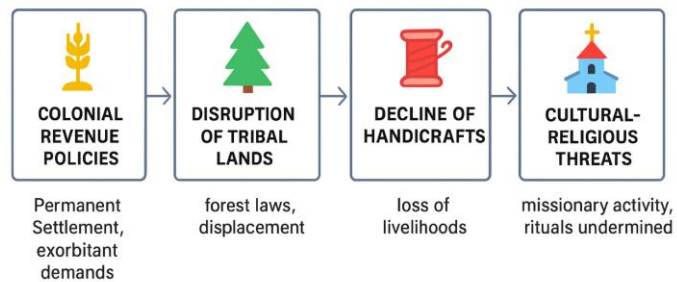 COLONIAL
REVENUE
POLICIES
Permanent
Settlement,
exorbitant
demands
DISRUPTION
OF TRIBAL
LANDS
forest laws,
displacement
DECLINE OF
HANDICRAFTS
loss of
livelihoods
CULTURAL-
RELIGIOUS
THREATS
missionary activity,
rituals undermined